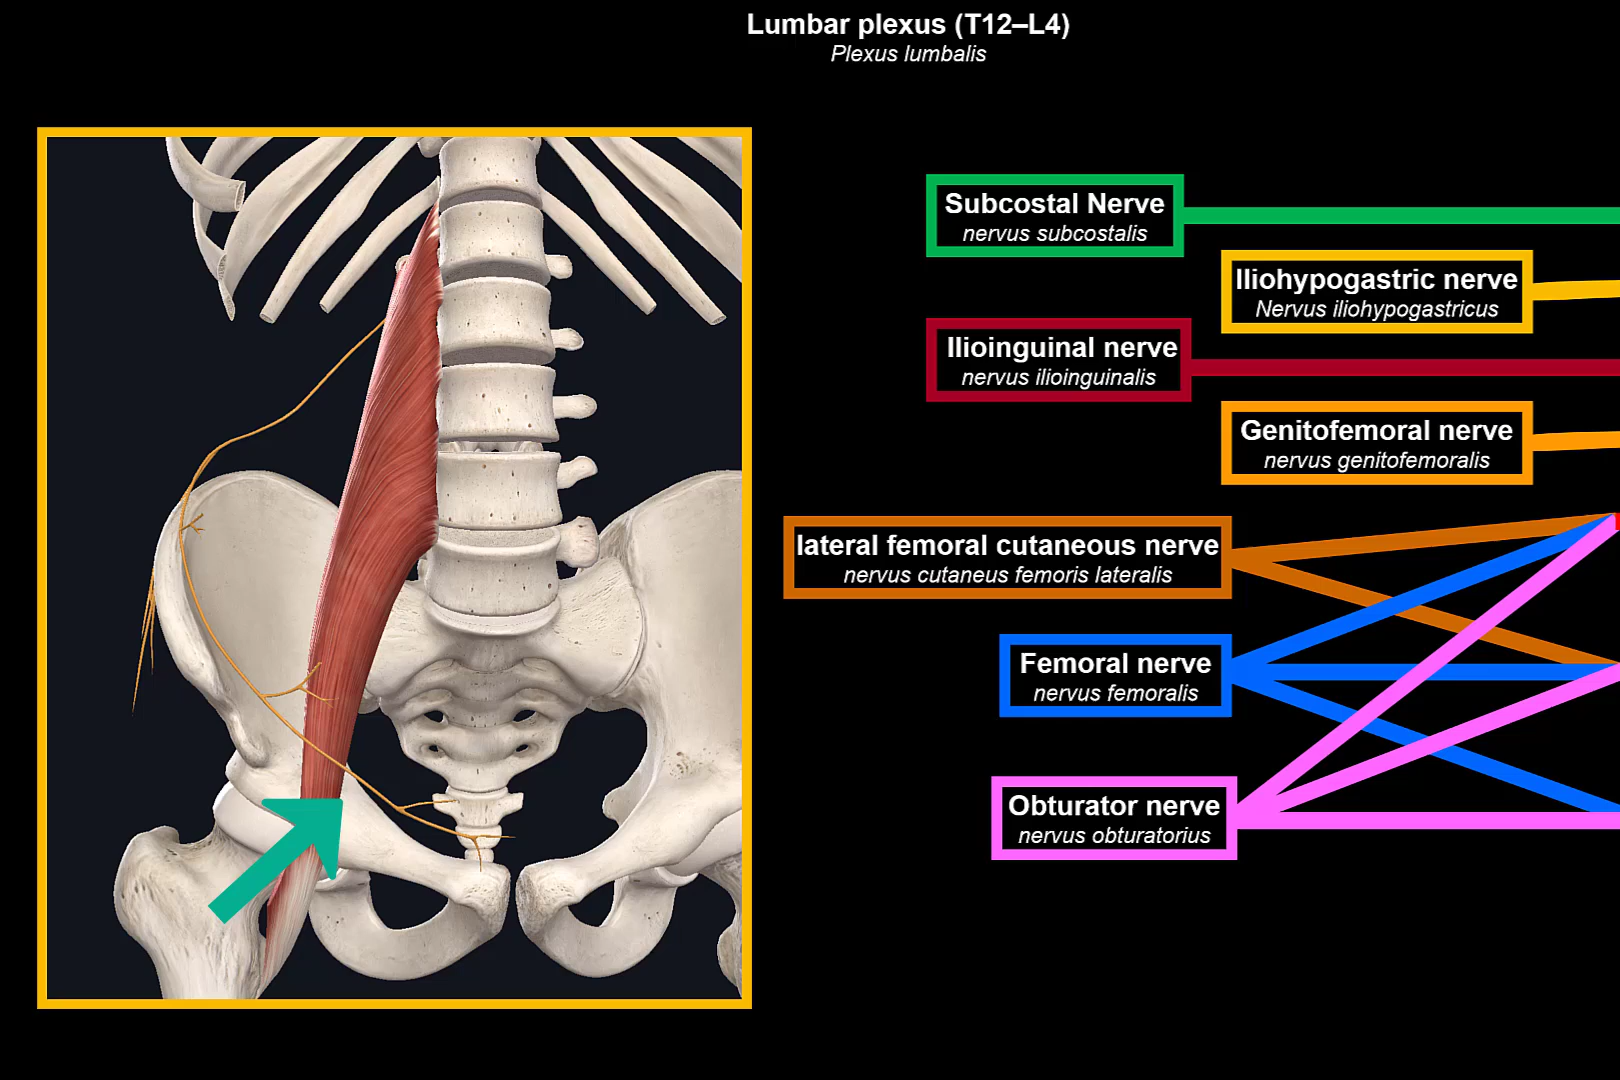 Lumbar plexus (T12–L4)
Plexus lumbalis
Subcostal Nerve
nervus subcostalis
Iliohypogastric nerve
Nervus iliohypogastricus
Ilioinguinal nerve
nervus ilioinguinalis
Genitofemoral nerve
nervus genitofemoralis
lateral femoral cutaneous nerve
nervus cutaneus femoris lateralis
Femoral nerve
nervus femoralis
Obturator nerve
nervus obturatorius